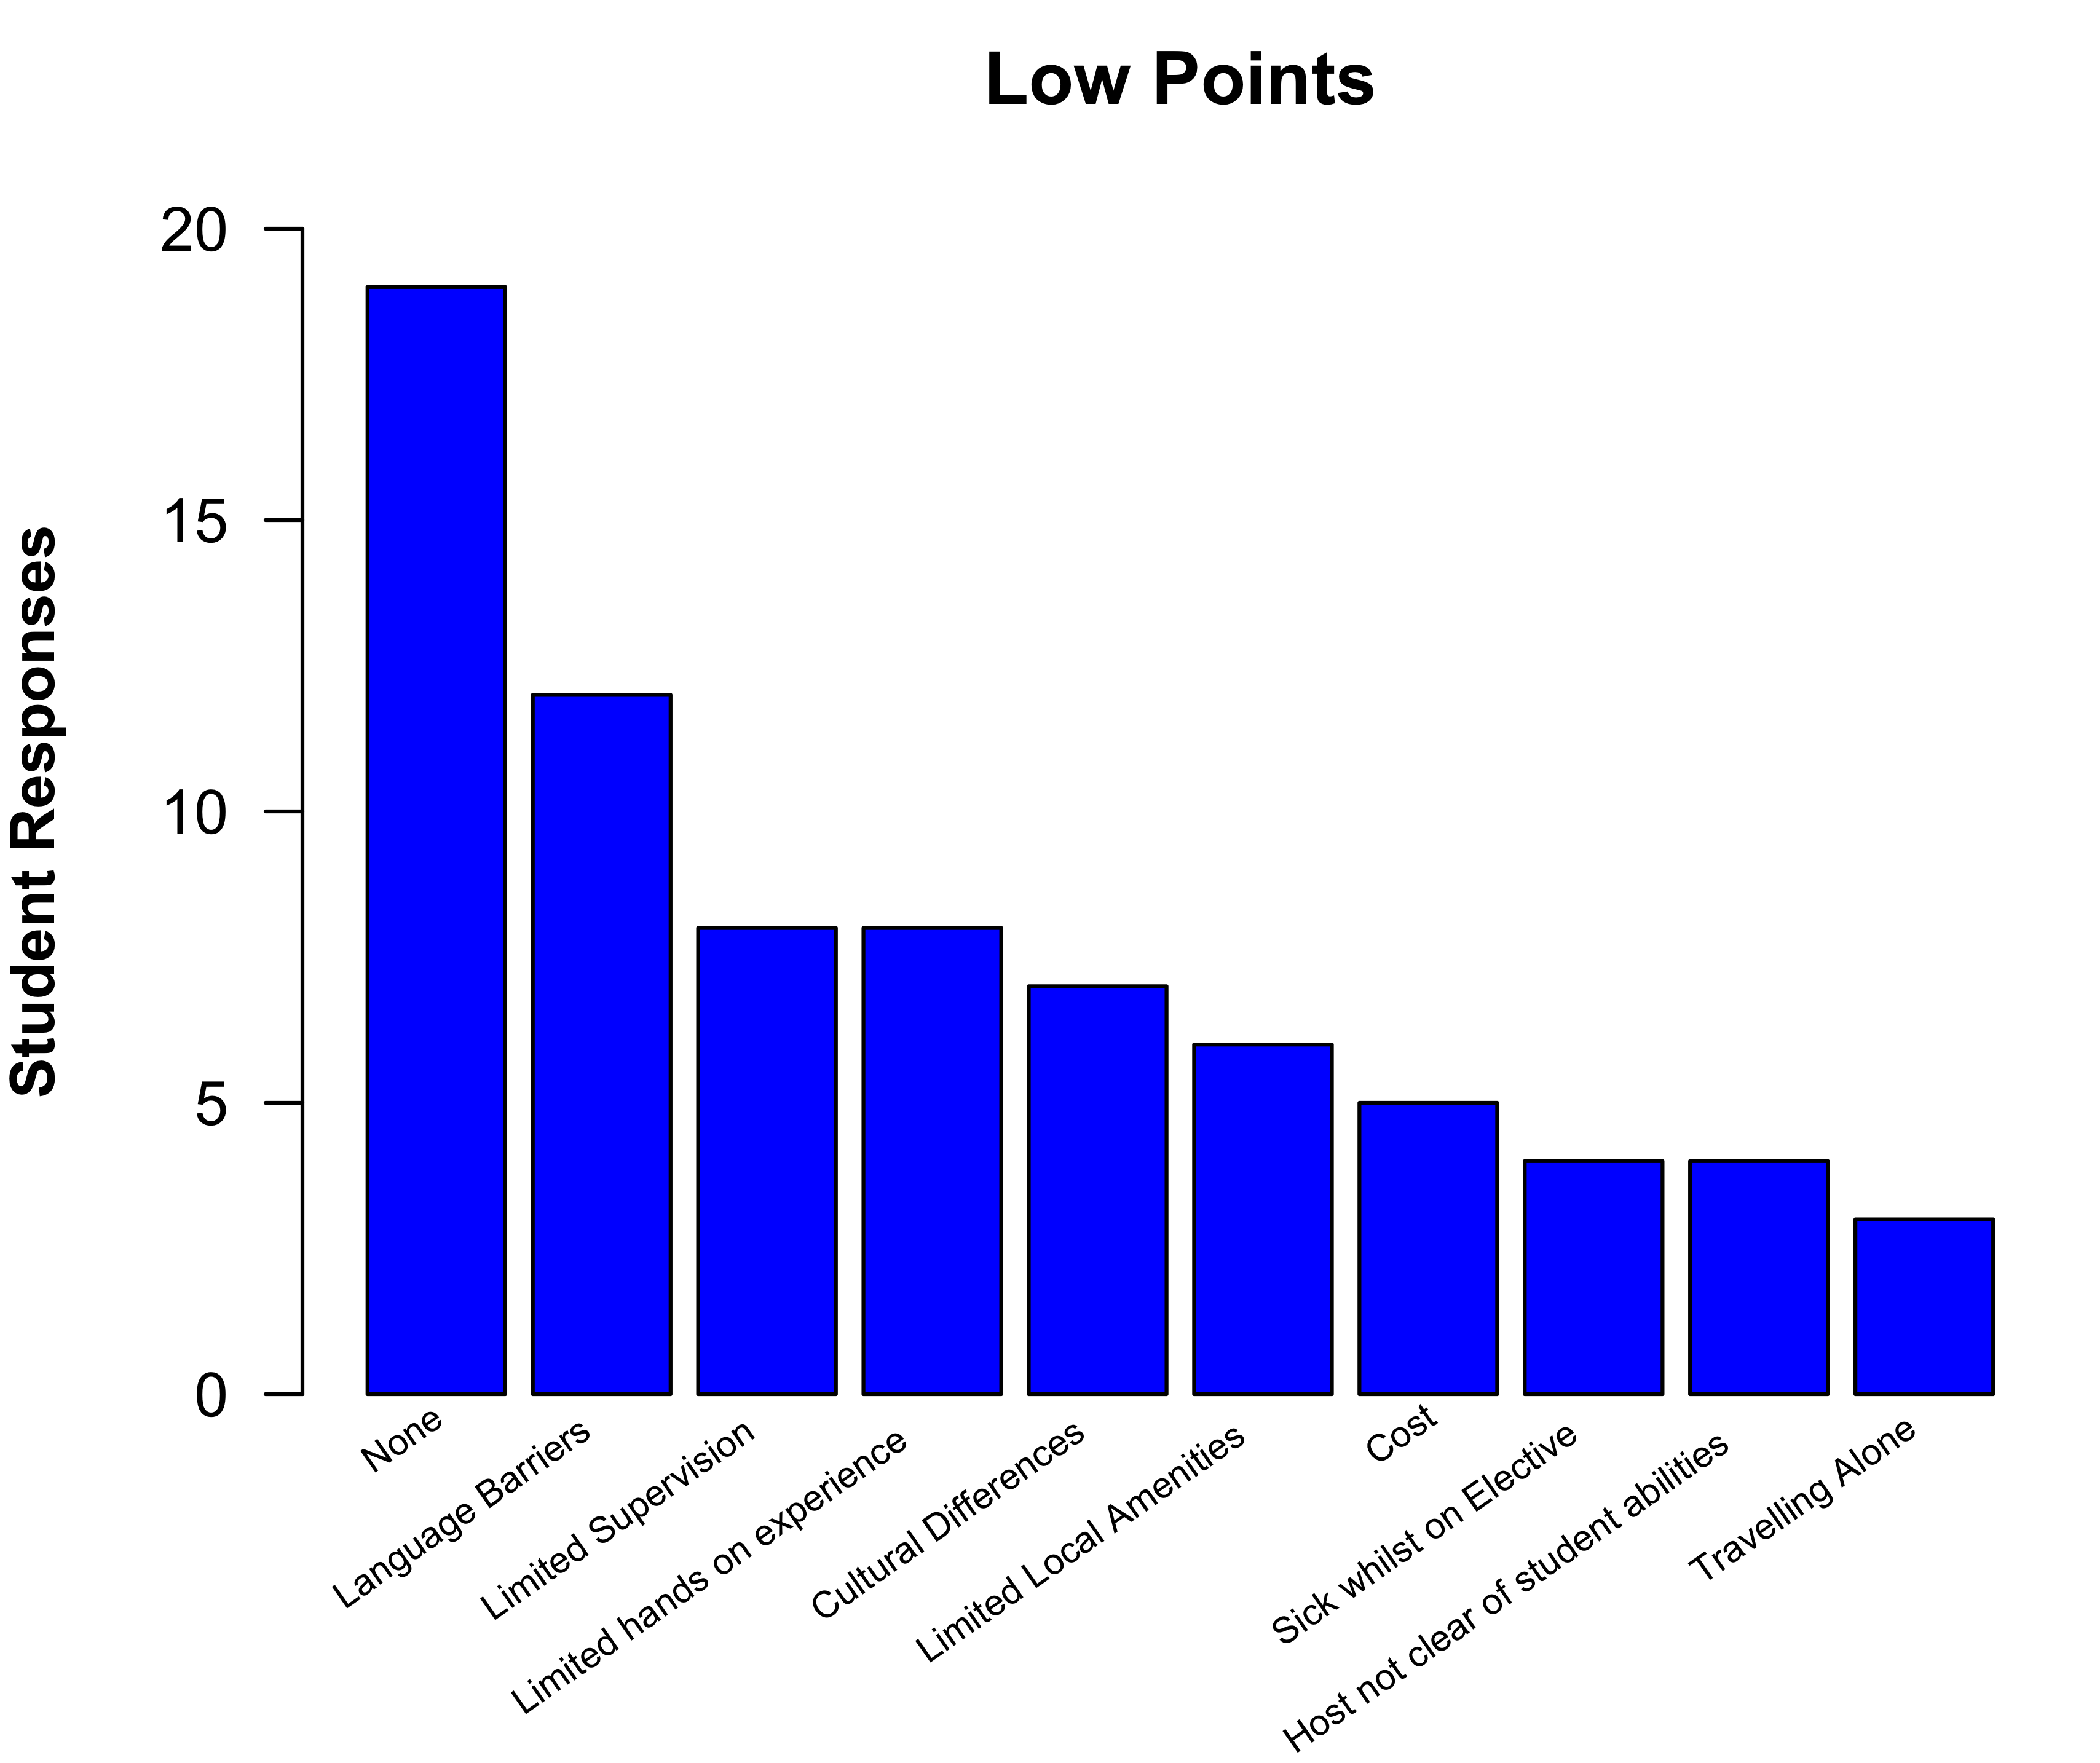 Low Points
Student Responses
20
15
10
5
0
None
Language Barriers
Limited Supervision
Limited hands on experience
Cultural Differences
Limited Local Amenities
Cost
Sick whilst on Elective
Host not clear of student abilities
Travelling Alone